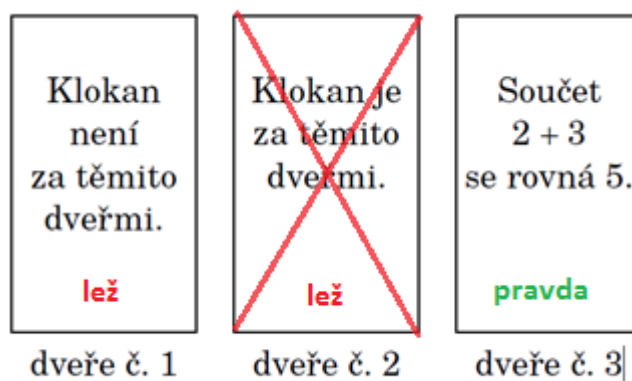 Klokan
není
za těmito
dveřmi.
lež
dveře č. 1
Klokan je
za těmito
dveřmi.
lež
dveře č. 2
Součet
2 + 3
se rovná 5.
pravda
dveře č. 3